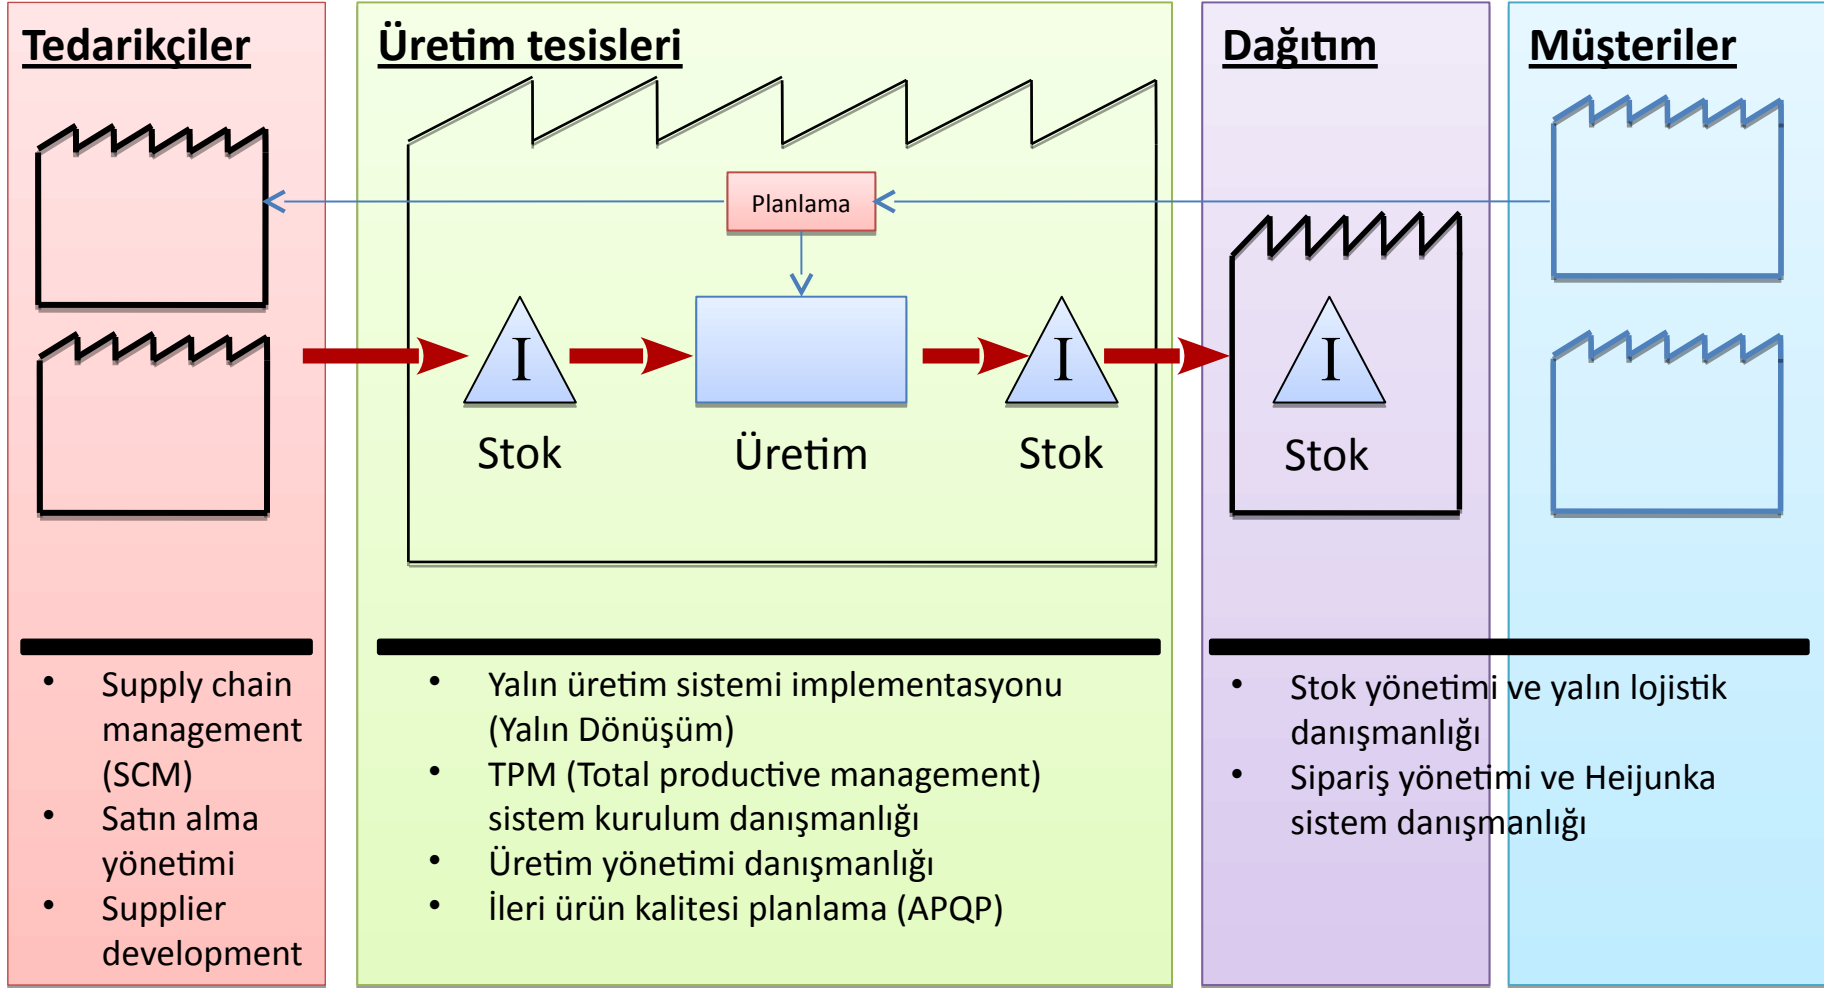 Tedarikçiler
Üretim tesisleri
Dağıtım
Müşteriler
Planlama
I
I
I
Stok
Üretim
Stok
Stok
• Supply chain
management
(SCM)
• Satın alma
yönetimi
• Supplier
development
• Yalın üretim sistemi implementasyonu
(Yalın Dönüşüm)
• TPM (Total productive management)
sistem kurulum danışmanlığı
• Üretim yönetimi danışmanlığı
• İleri ürün kalitesi planlama (APQP)
• Stok yönetimi ve yalın lojistik
danışmanlığı
• Sipariş yönetimi ve Heijunka
sistem danışmanlığı